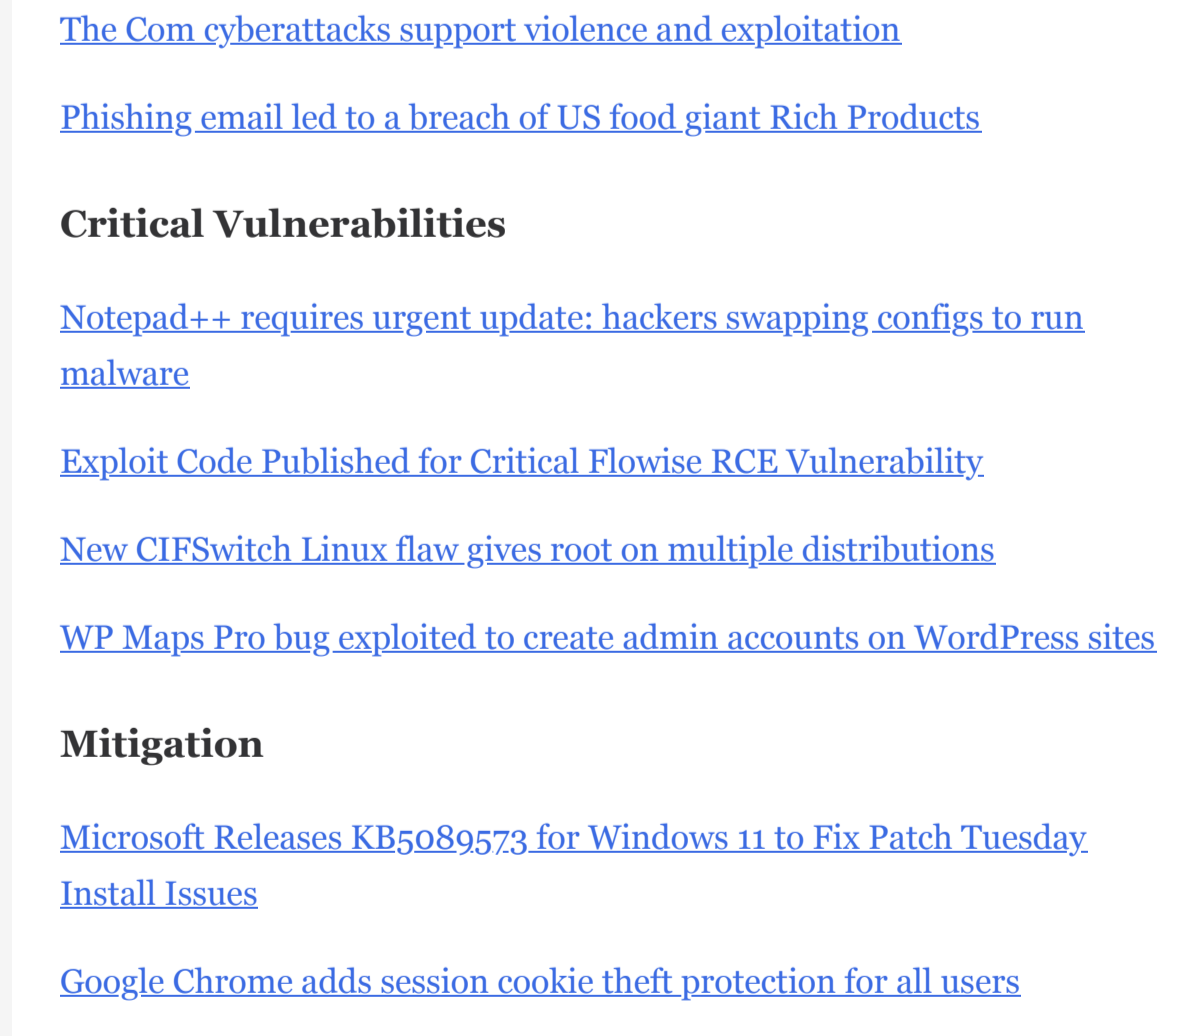 The Com cyberattacks support violence and exploitation
Phishing email led to a breach of US food giant Rich Products
Critical Vulnerabilities
Notepad++ requires urgent update: hackers swapping configs to run
malware
Exploit Code Published for Critical Flowise RCE Vulnerability
New CIFSwitch Linux flaw gives root on multiple distributions
WP Maps Pro bug exploited to create admin accounts on WordPress sites
Mitigation
Microsoft Releases KB5089573 for Windows 11 to Fix Patch Tuesday
Install Issues
Google Chrome adds session cookie theft protection for all users